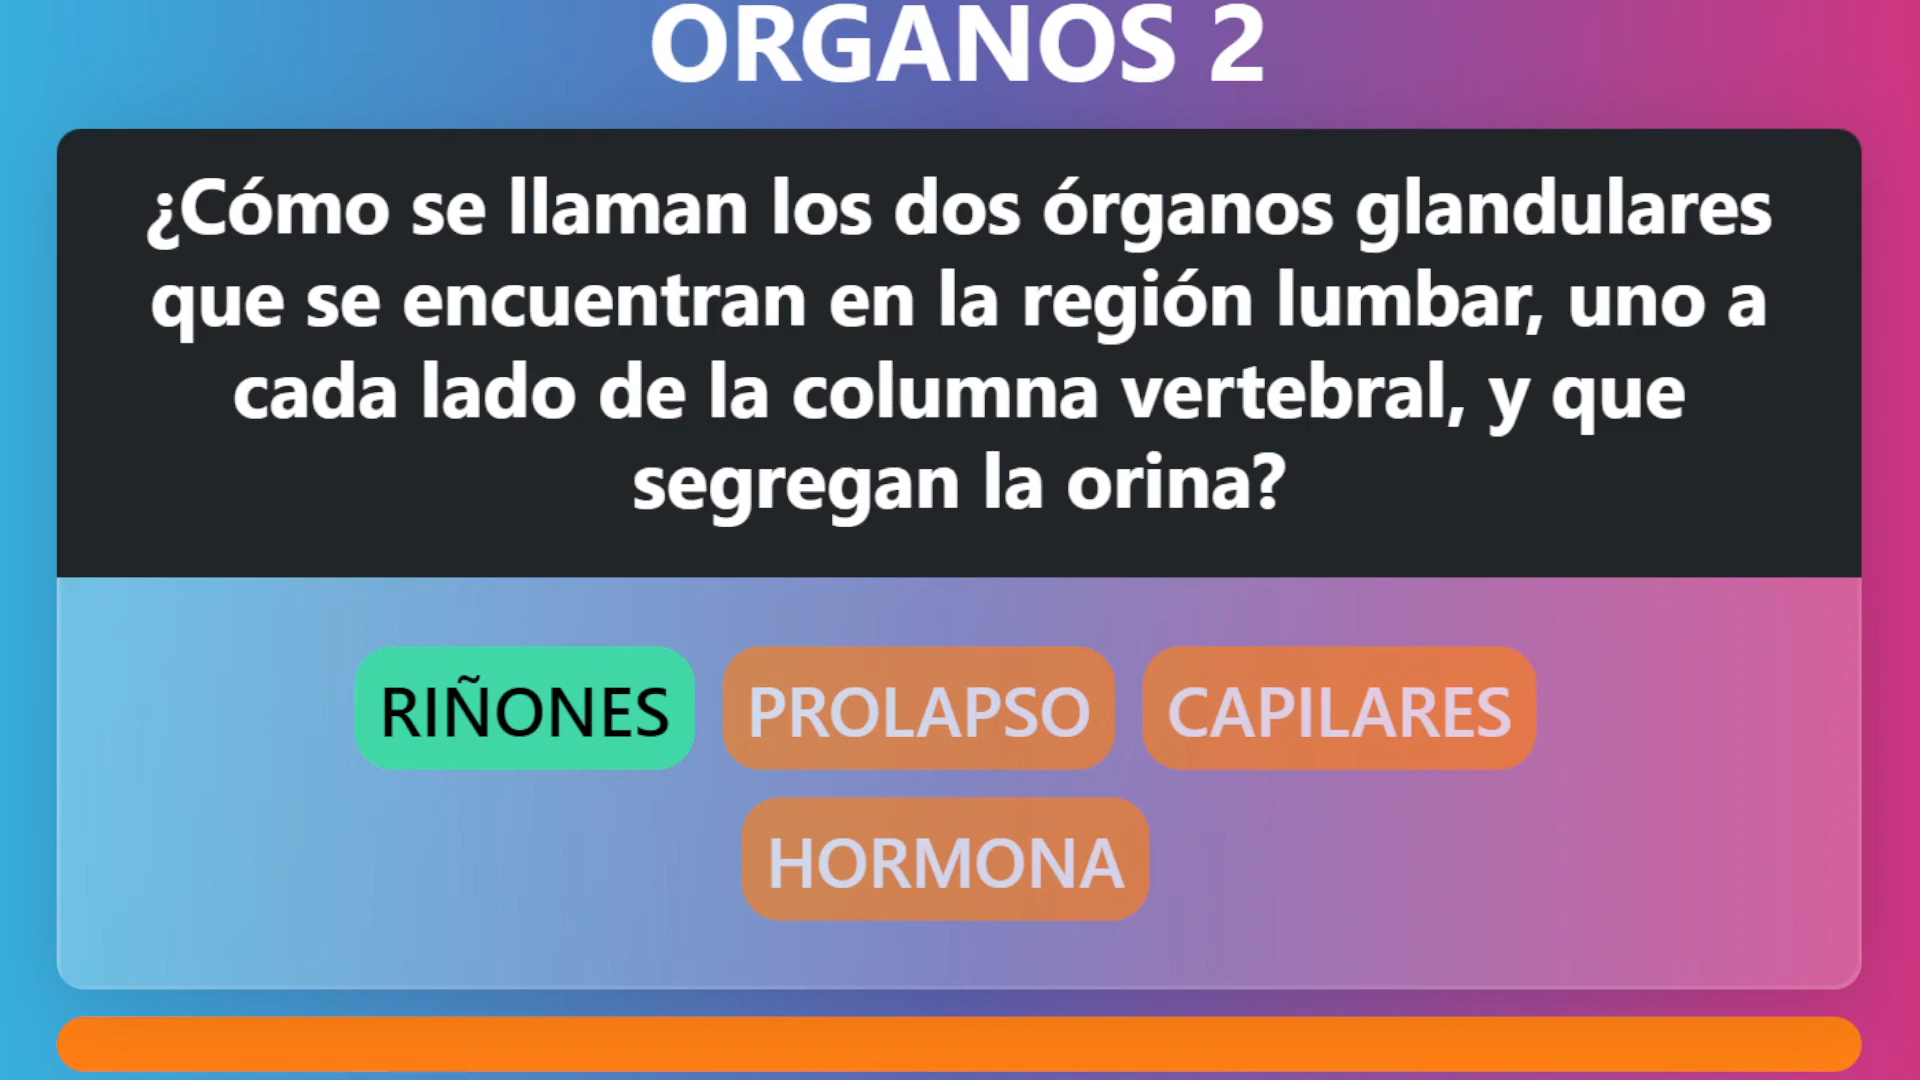 ORGANOS 2
¿Cómo se llaman los dos órganos glandulares
que se encuentran en la región lumbar, uno a
cada lado de la columna vertebral, y que
segregan la orina?
RIÑONES PROLAPSO CAPILARES
HORMONA